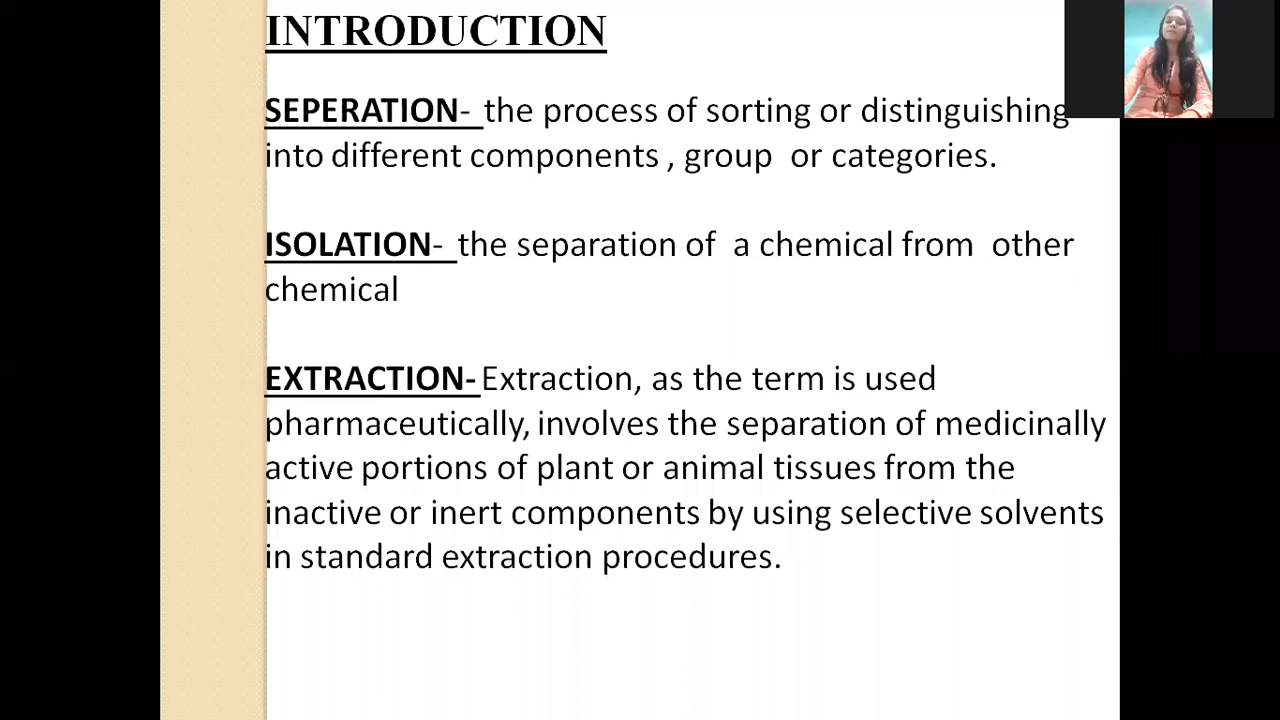 INTRODUCTION
SEPERATION- the process of sorting or distinguishing
into different components , group or categories.
ISOLATION- the separation of a chemical from other
chemical
EXTRACTION- Extraction, as the term is used
pharmaceutically, involves the separation of medicinally
active portions of plant or animal tissues from the
inactive or inert components by using selective solvents
in standard extraction procedures.